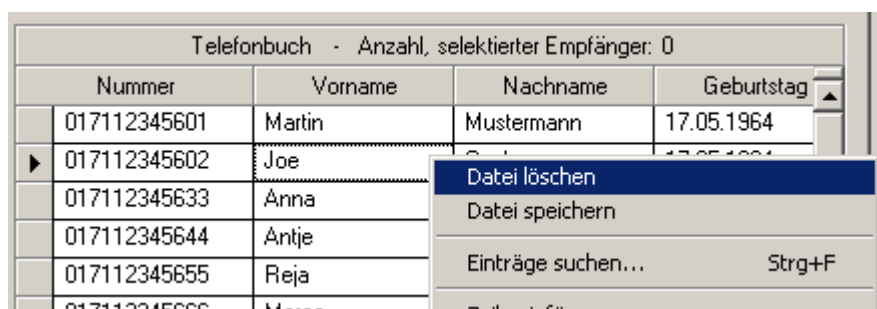 Telefonbuch - Anzahl, selektierter Empfänger: 0
Nummer Vorname Nachname Geburtstag
017112345601 Martin Mustermann 17.05.1964
017112345602 Joe
Datei löschen
017112345633 Anna
Datei speichern
017112345644 Antje
Einträge suchen... Strg+F
017112345655 Reja